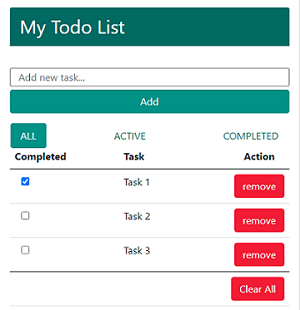 My Todo List
Add new task...
Add
ALL ACTIVE COMPLETED
Completed Task Action
Task 1 remove
Task 2 remove
Task 3 remove
Clear All